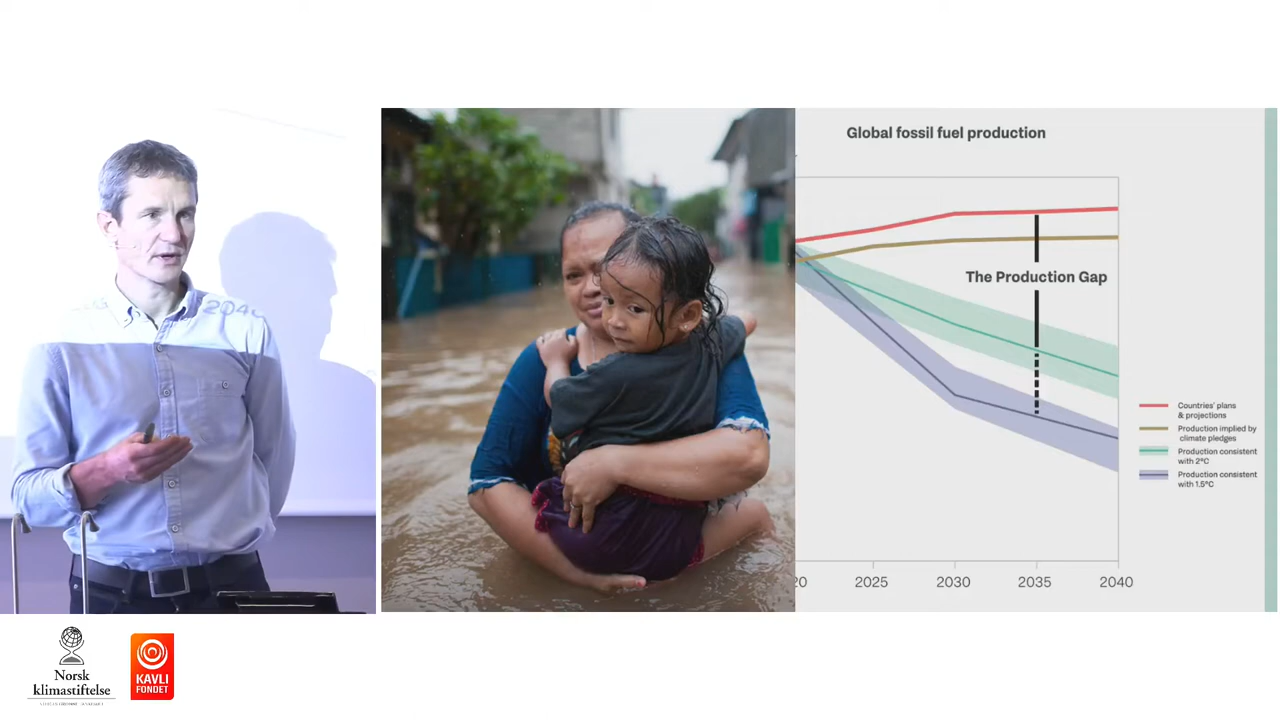 2040
Global fossil fuel production
The Production Gap
Countries' plans
& projections
Production implied by
climate pledges
Production consistent
with 2°C
Production consistent
with 1.5°C
20 2025 2030 2035 2040
Norsk
klimastiftelse
KAVLI
FONDET